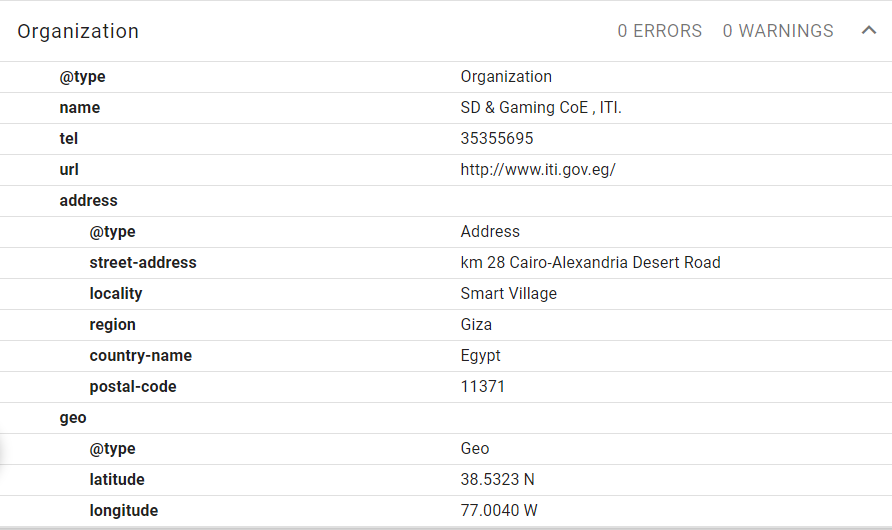 Organization 0 ERRORS 0 WARNINGS
@type Organization
name SD & Gaming CoE , ITI.
tel 35355695
url http://www.iti.gov.eg/
address
@type Address
street-address km 28 Cairo-Alexandria Desert Road
locality Smart Village
region Giza
country-name Egypt
postal-code 11371
geo
@type Geo
latitude 38.5323 N
longitude 77.0040 W